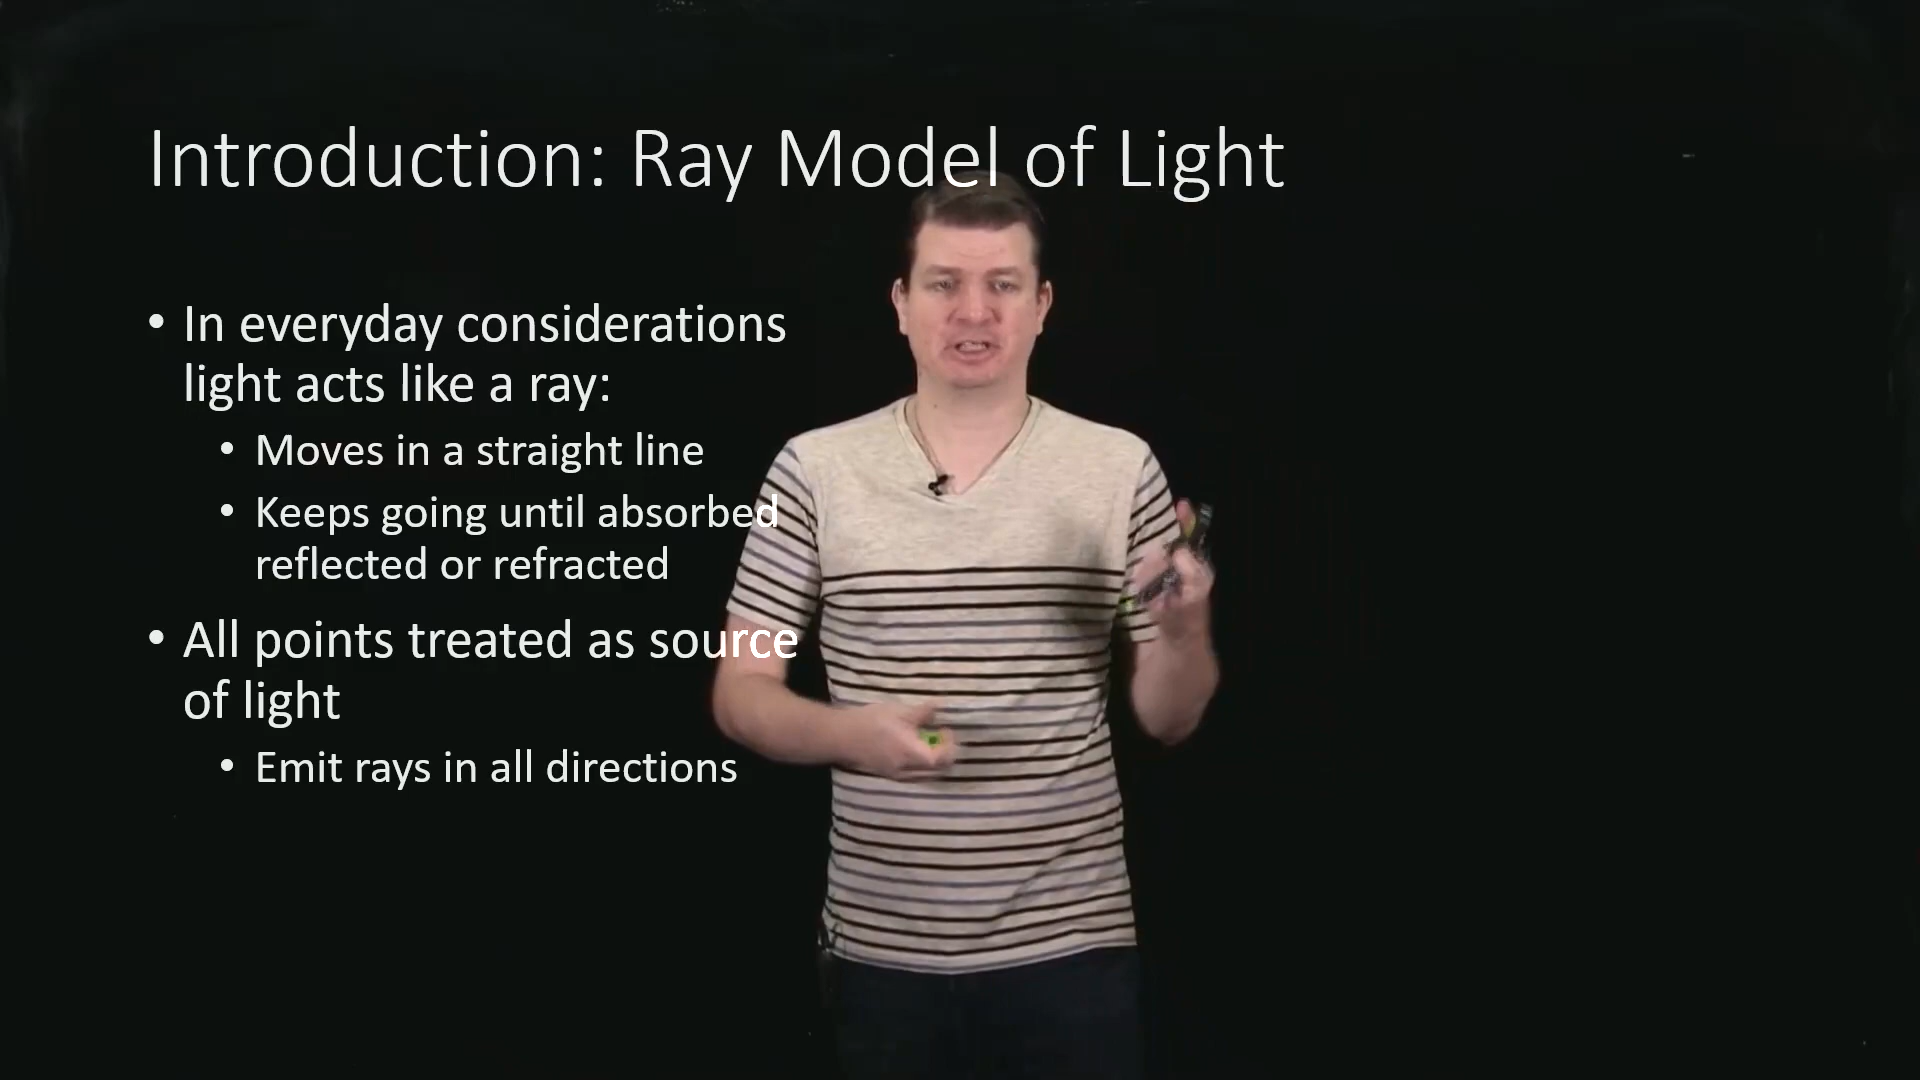 Introduction: Ray Model of Light
• In everyday considerations
light acts like a ray:
• Moves in a straight line
• Keeps going until absorbed
reflected or refracted
• All points treated as source
of light
• Emit rays in all directions